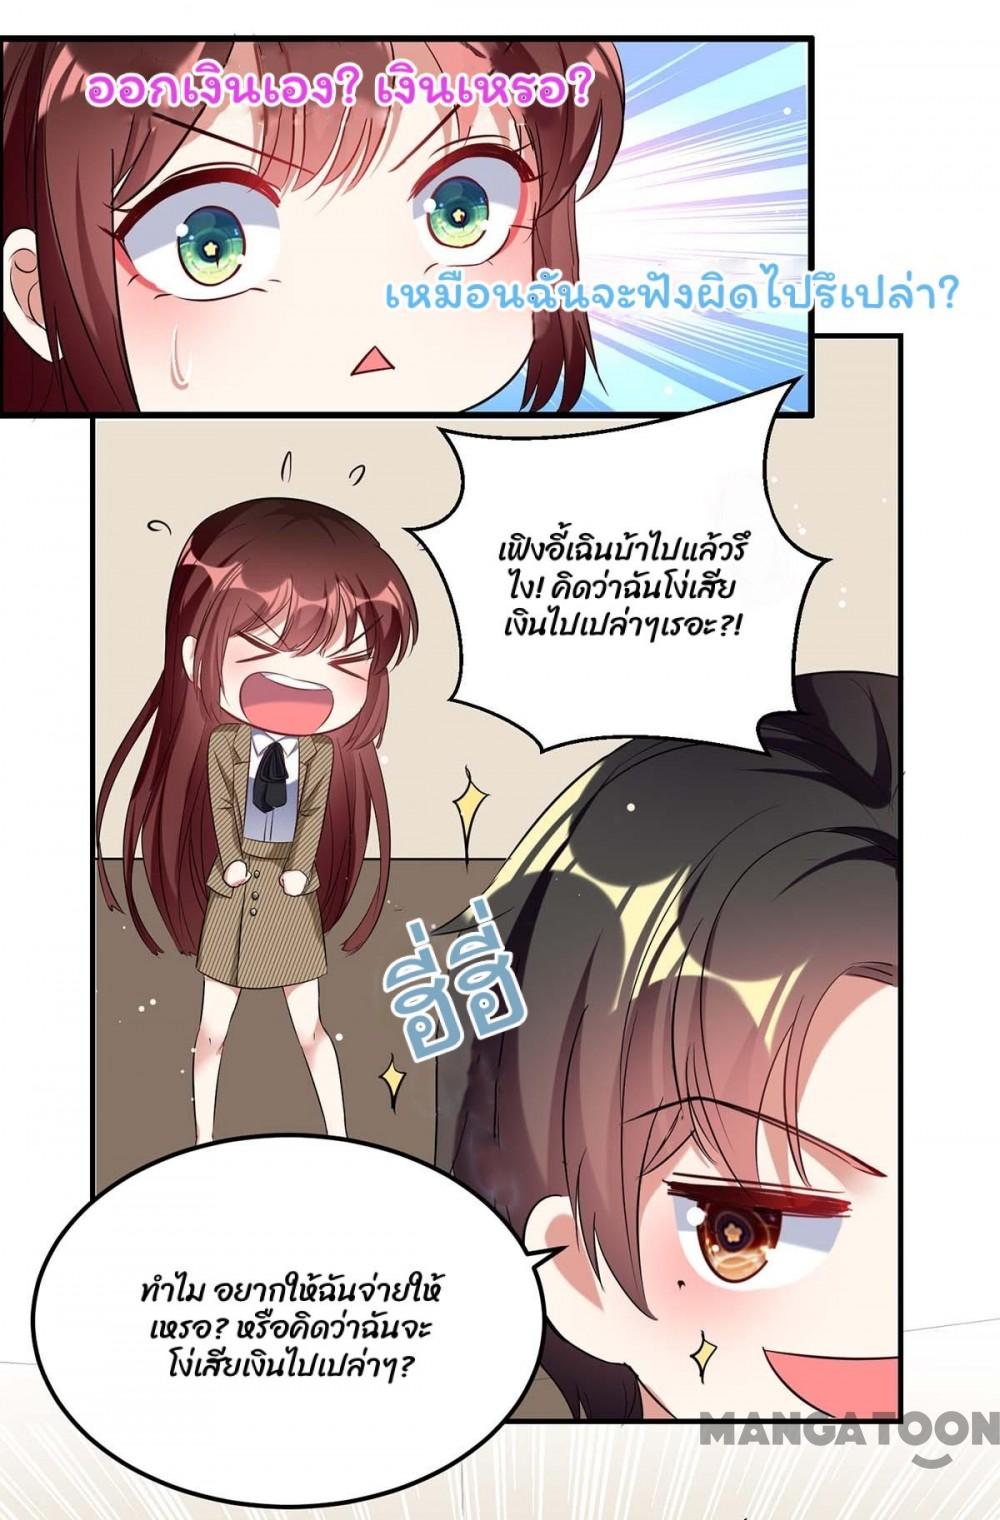 ออกเงินเอง? เงินเหรอ?
เหมือนฉันจะฟังผิดไปรึเปล่า?
เฟิงอี้เฉินบ้าไปแล้วรึ
ไง! คิดว่าฉันโง่เสีย
เงินไปเปล่าๆเรอะ?!
ฮี่ฮี่
ทำไม อยากให้ฉันจ่ายให้
เหรอ? หรือคิดว่าฉันจะ
โง่เสียเงินไปเปล่าๆ?
MANGATOON